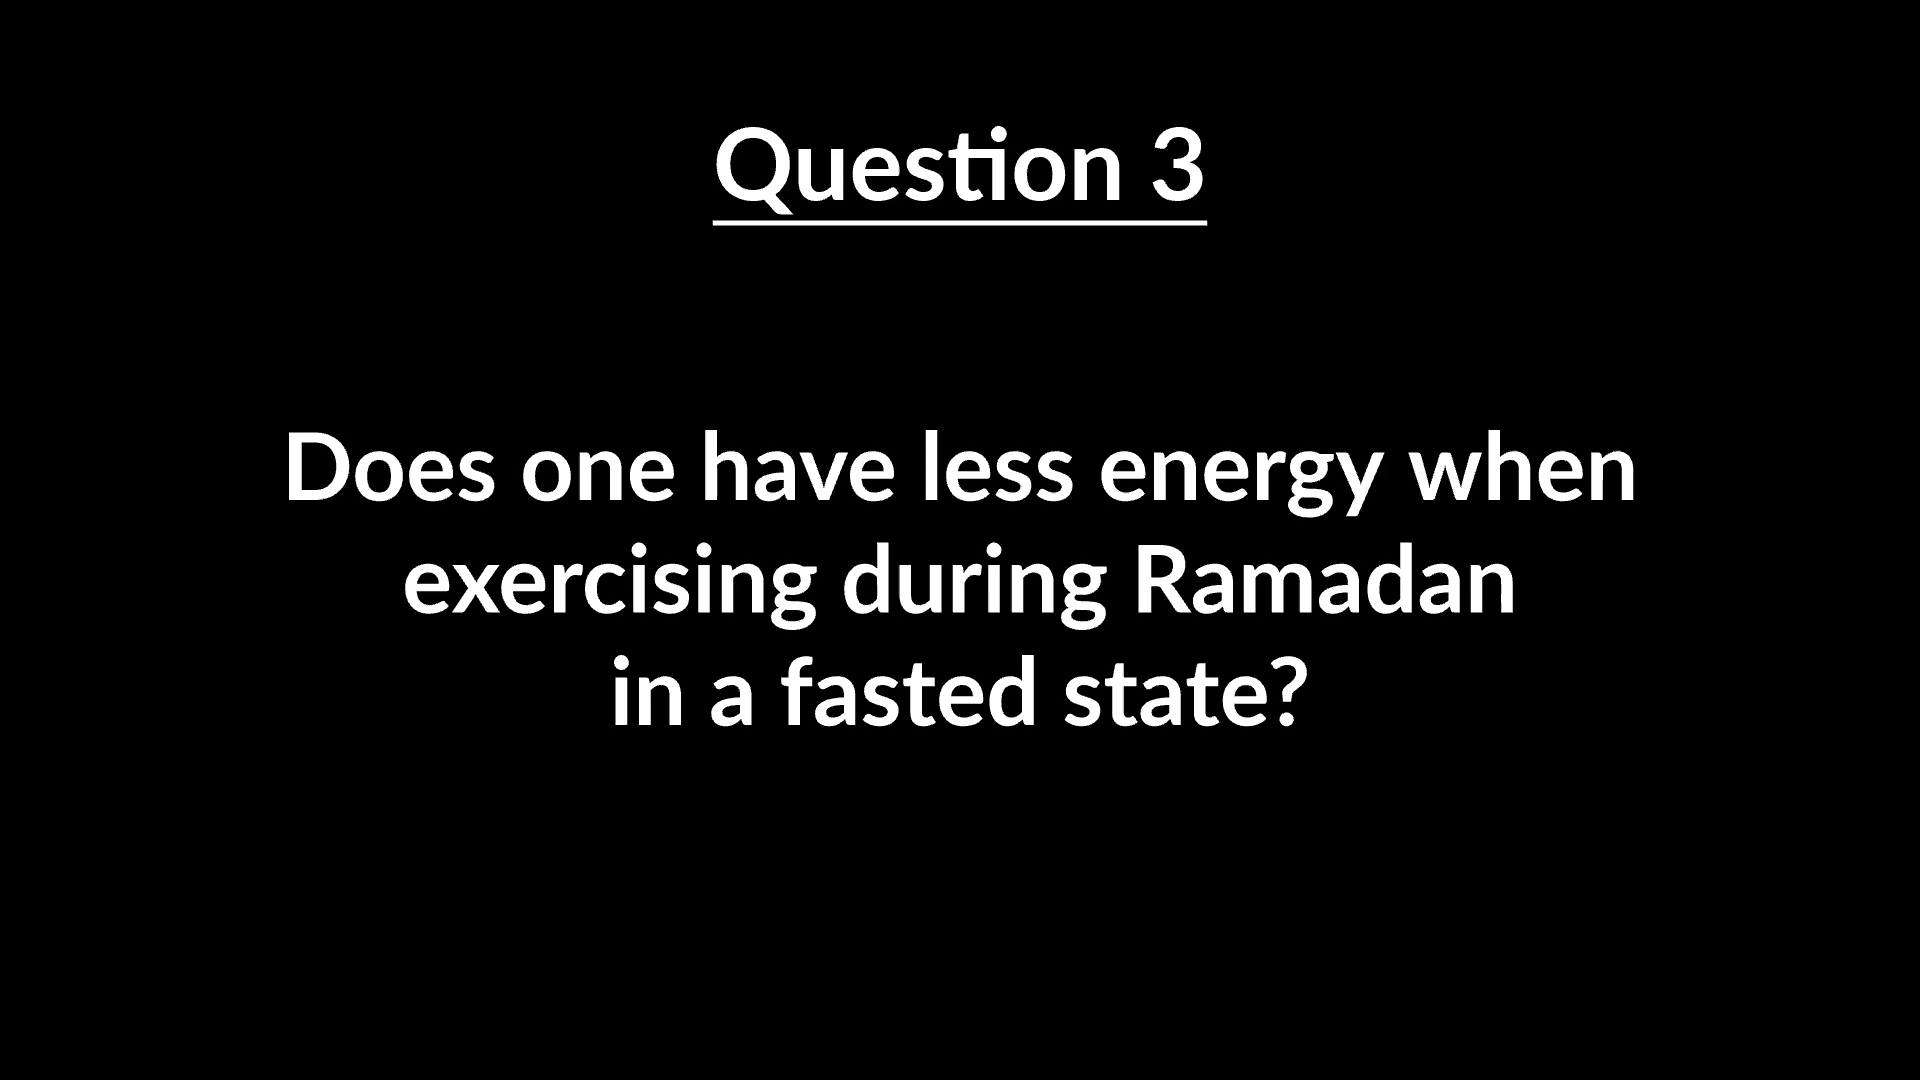 Question 3
Does one have less energy when
exercising during Ramadan
in a fasted state?